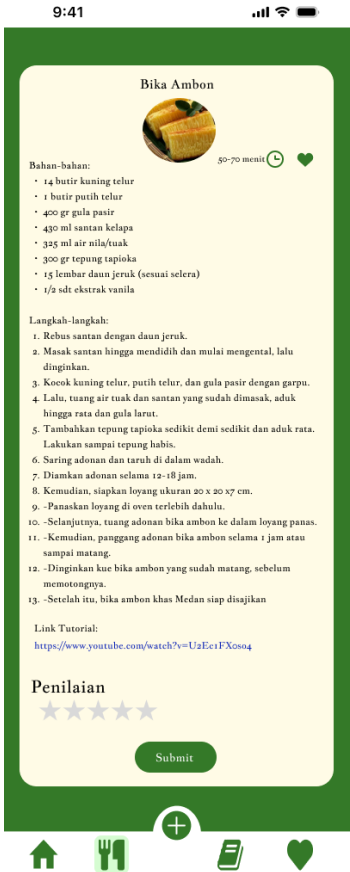 9:41
Bika Ambon
50-70 menit
Bahan-bahan:
• 14 butir kuning telur
• 1 butir putih telur
• 400 gr gula pasir
• 430 ml santan kelapa
• 325 ml air nila/tuak
• 300 gr tepung tapioka
• 15 lembar daun jeruk (sesuai selera)
• 1/2 sdt ekstrak vanila
Langkah-langkah:
1. Rebus santan dengan daun jeruk.
2. Masak santan hingga mendidih dan mulai mengental, lalu
dinginkan.
3. Kocok kuning telur, putih telur, dan gula pasir dengan garpu.
4. Lalu, tuang air tuak dan santan yang sudah dimasak, aduk
hingga rata dan gula larut.
5. Tambahkan tepung tapioka sedikit demi sedikit dan aduk rata.
Lakukan sampai tepung habis.
6. Saring adonan dan taruh di dalam wadah.
7. Diamkan adonan selama 12-18 jam.
8. Kemudian, siapkan loyang ukuran 20 x 20 x7 cm.
9. -Panaskan loyang di oven terlebih dahulu.
10. -Selanjutnya, tuang adonan bika ambon ke dalam loyang panas.
11. -Kemudian, panggang adonan bika ambon selama 1 jam atau
sampai matang.
12. -Dinginkan kue bika ambon yang sudah matang, sebelum
memotongnya.
13. -Setelah itu, bika ambon khas Medan siap disajikan
Link Tutorial:
https://www.youtube.com/watch?v=U2Ec1FX0s04
Penilaian
Submit